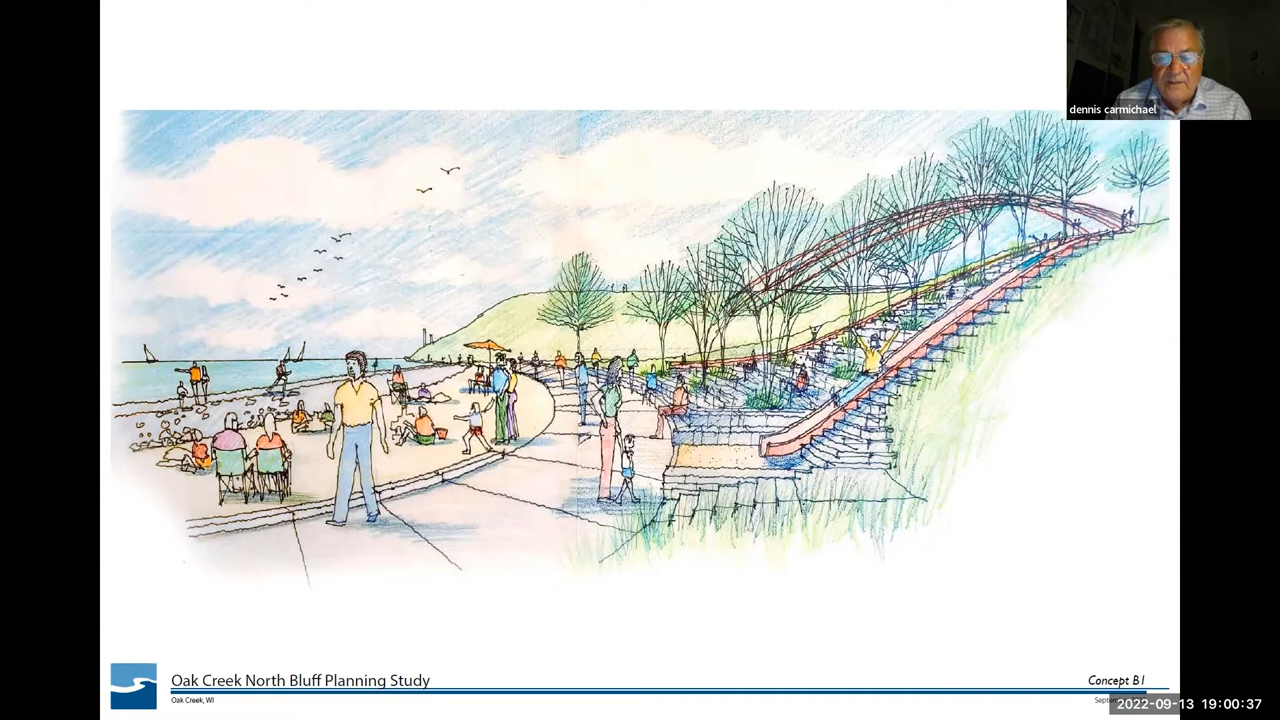 dennis carmichael
Oak Creek North Bluff Planning Study
Concept B1
Oak Creek, WI
2022-09-13 19:00:37